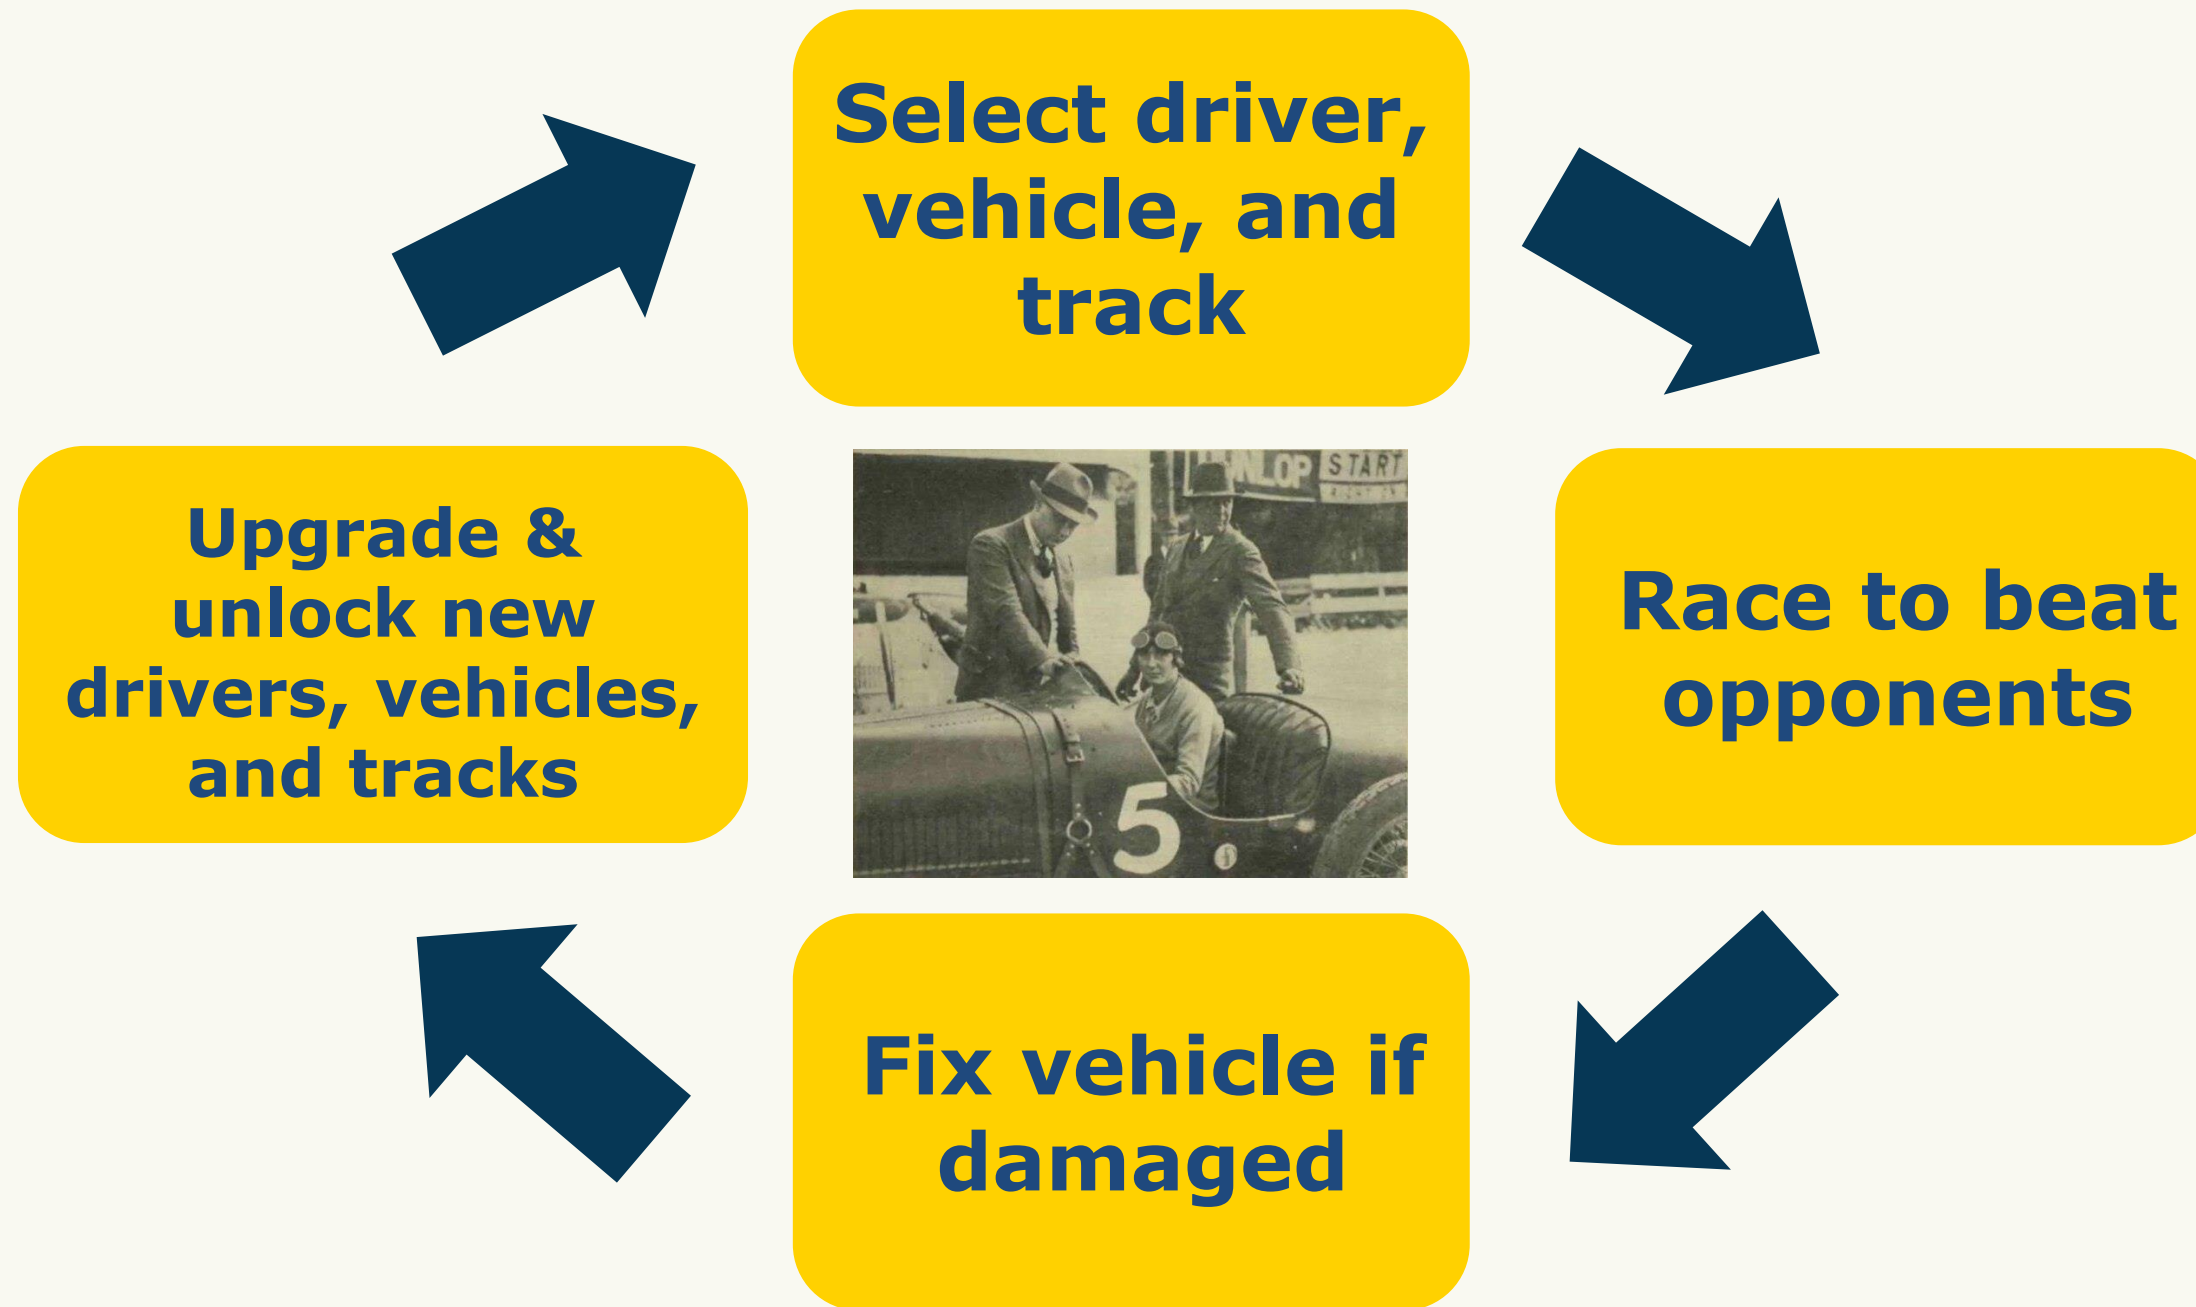 Select driver,
vehicle, and
track
Race to beat
opponents
Fix vehicle if
damaged
Upgrade &
unlock new
drivers, vehicles,
and tracks
START
5